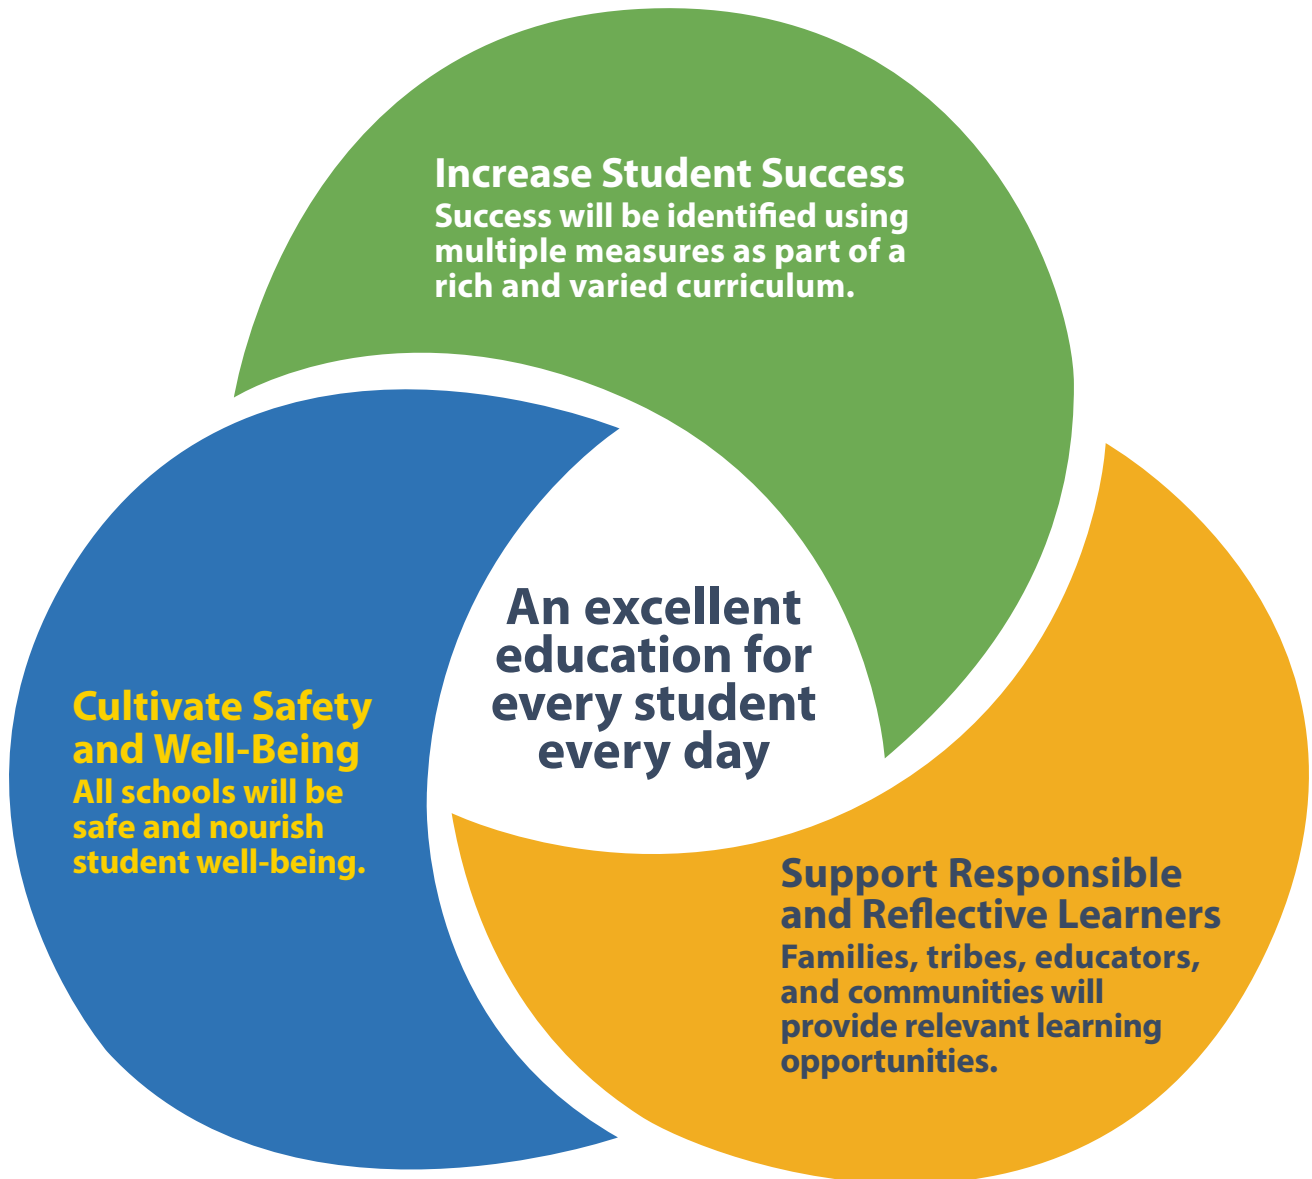 Increase Student Success
Success will be identified using
multiple measures as part of a
rich and varied curriculum.
An excellent
education for
every student
every day
Cultivate Safety
and Well-Being
All schools will be
safe and nourish
student well-being.
Support Responsible
and Reflective Learners
Families, tribes, educators,
and communities will
provide relevant learning
opportunities.